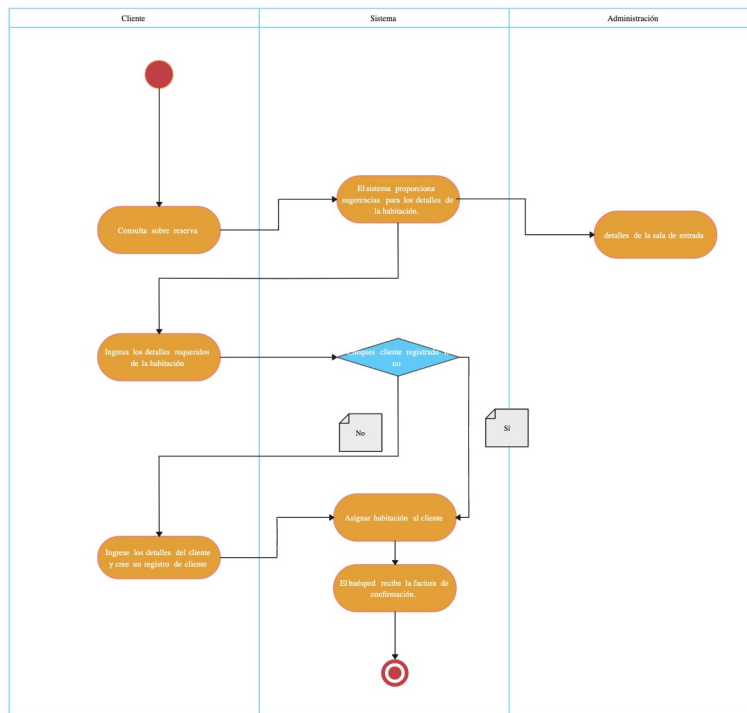 Cliente
Sistema
Administración
El sistema proporciona
sugerencias para los detalles de
la habitación.
Consulta sobre reserva
detalles de la sala de entrada
Ingresa los detalles requeridos
de la habitación
cliente registrado
no
No
Sí
Asignar habitación al cliente
Ingrese los detalles del cliente
y cree un registro de cliente
El huésped recibe la factura de
confirmación.